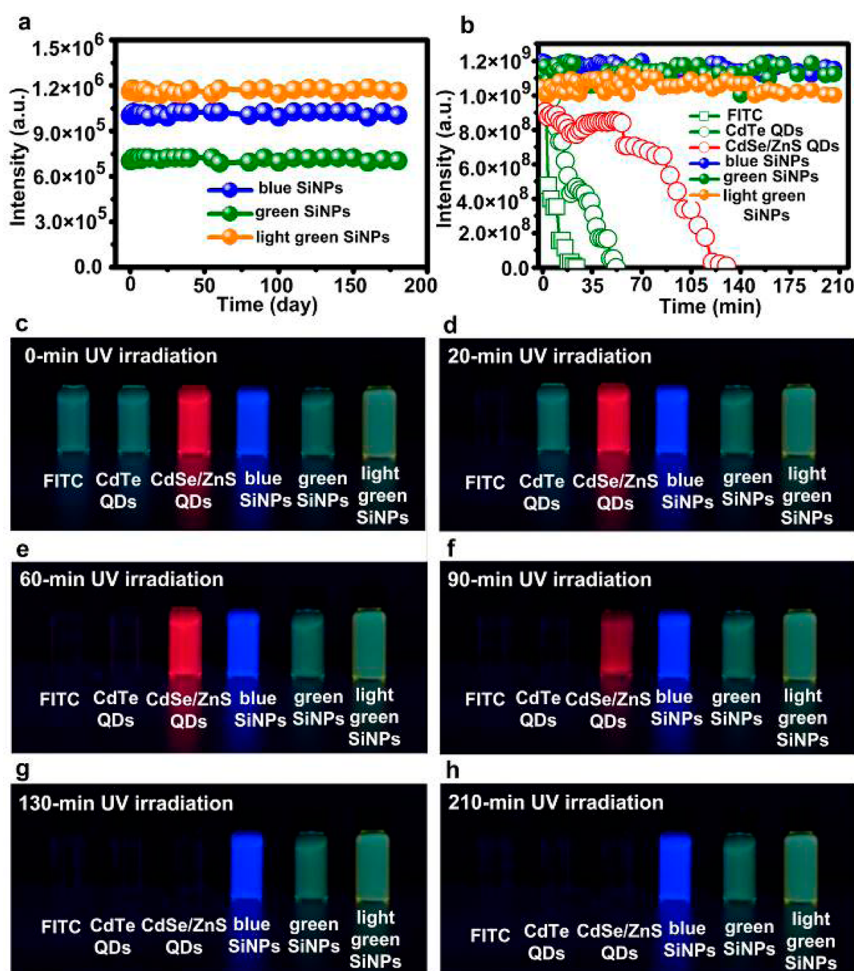 a
1.5×10⁶
1.2×10⁶
9.0×10⁵
6.0×10⁵
3.0×10⁵
0.0
Intensity (a.u.)
blue SiNPs
green SiNPs
light green SiNPs
0 50 100 150 200
Time (day)
b
1.2×10⁹
1.0×10⁹
8.0×10⁸
6.0×10⁸
4.0×10⁸
2.0×10⁸
0.0
Intensity (a.u.)
FITC
CdTe QDs
CdSe/ZnS QDs
blue SiNPs
green SiNPs
light green
SiNPs
0 35 70 105 140 175 210
Time (min)
c
0-min UV irradiation
FITC
CdTe
QDs
CdSe/ZnS
QDs
blue
SiNPs
green
SiNPs
light
green
SiNPs
d
20-min UV irradiation
FITC
CdTe
QDs
CdSe/ZnS
QDs
blue
SiNPs
green
SiNPs
light
green
SiNPs
e
60-min UV irradiation
FITC
CdTe
QDs
CdSe/ZnS
QDs
blue
SiNPs
green
SiNPs
light
green
SiNPs
f
90-min UV irradiation
FITC
CdTe
QDs
CdSe/ZnS
QDs
blue
SiNPs
green
SiNPs
light
green
SiNPs
g
130-min UV irradiation
FITC
CdTe
QDs
CdSe/ZnS
QDs
blue
SiNPs
green
SiNPs
light
green
SiNPs
h
210-min UV irradiation
FITC
CdTe
QDs
CdSe/ZnS
QDs
blue
SiNPs
green
SiNPs
light
green
SiNPs